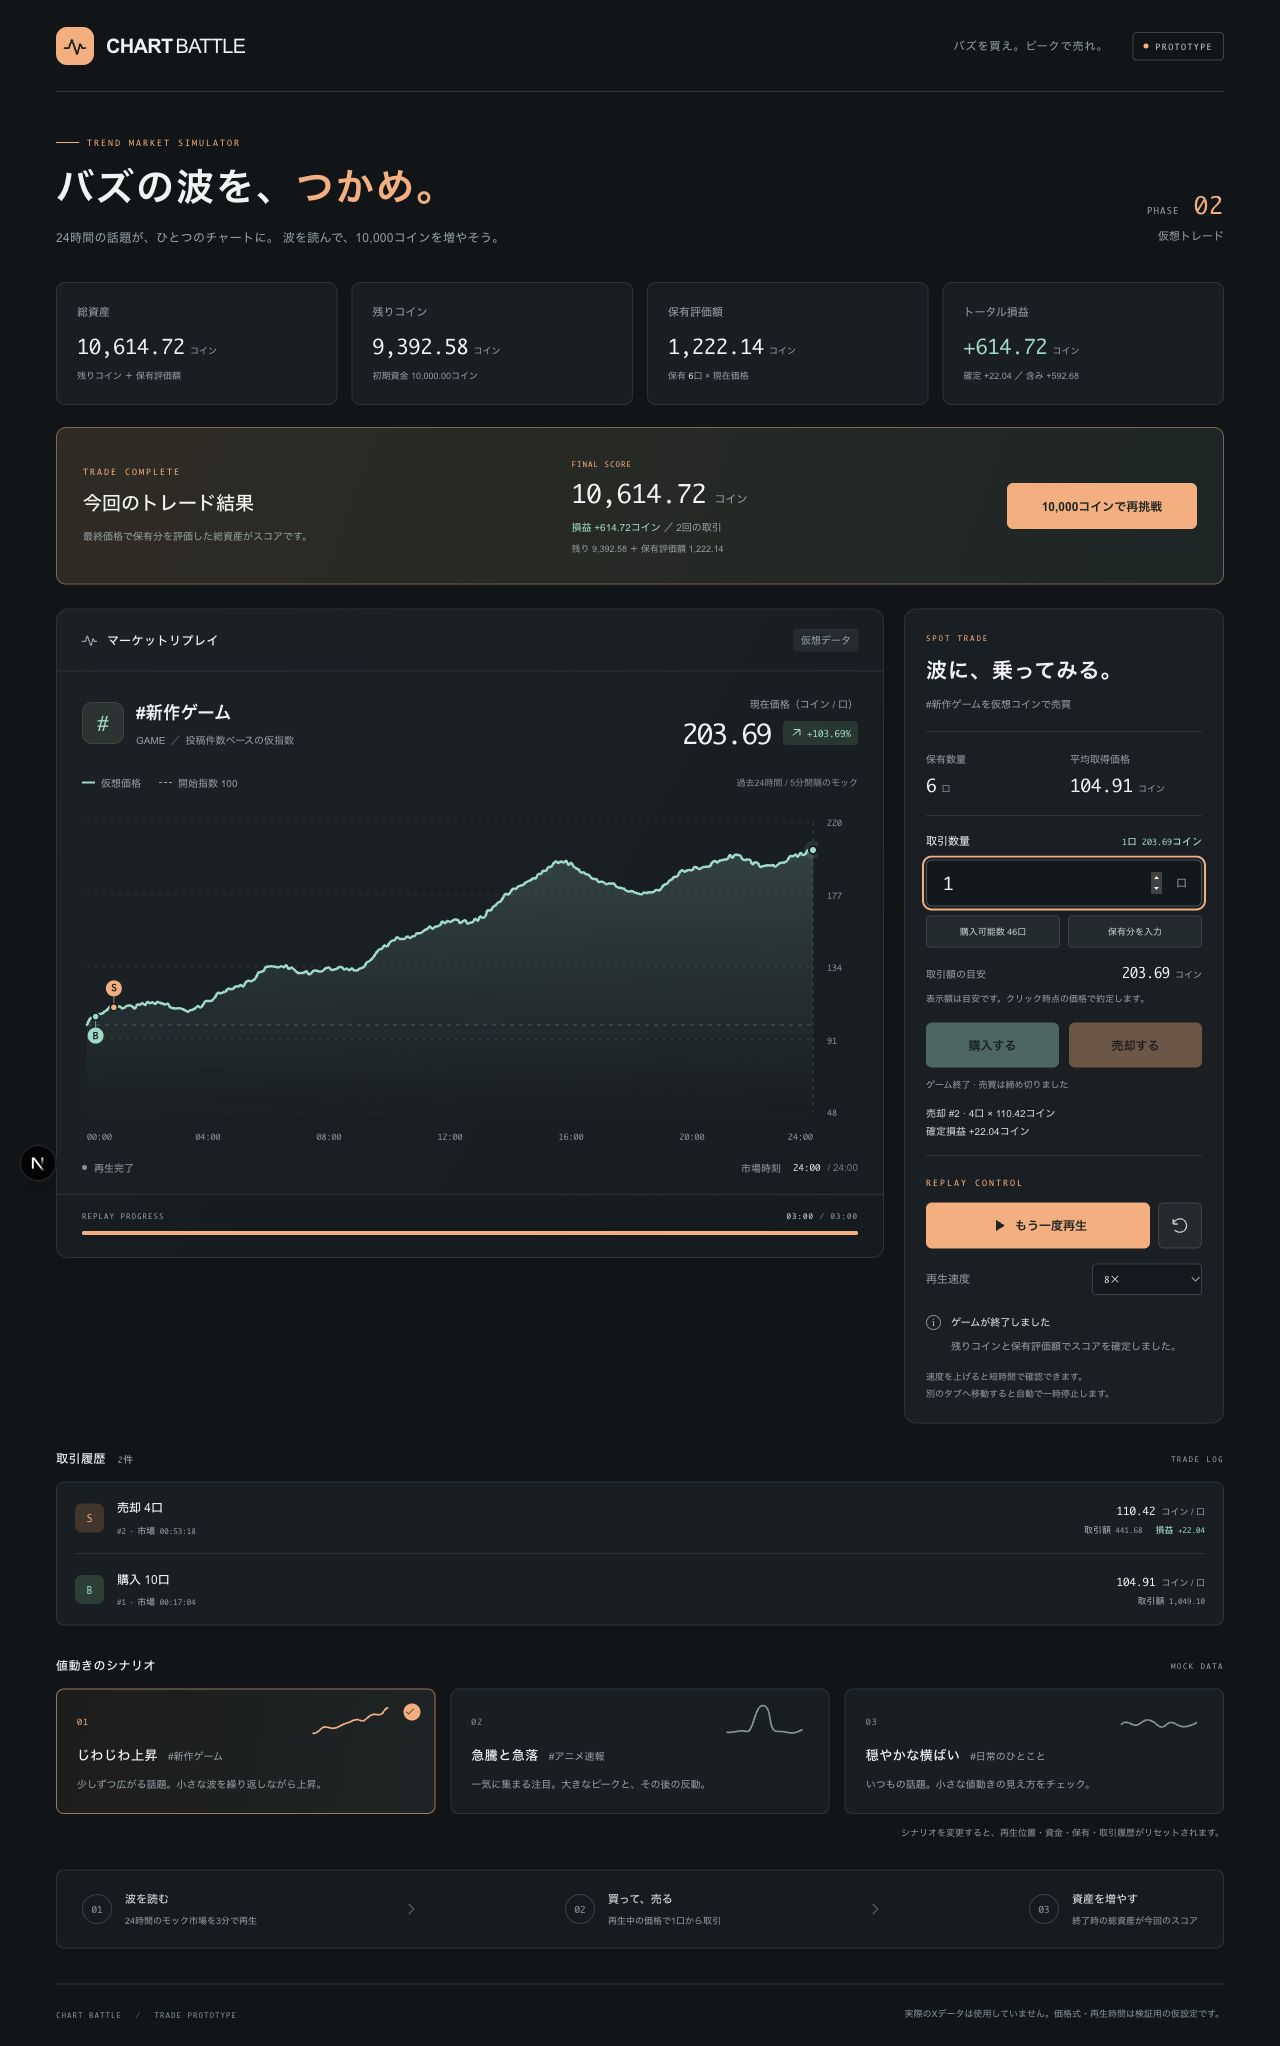 CHART BATTLE
バズを買え。ピークで売れ。
PROTOTYPE
TREND MARKET SIMULATOR
バズの波を、つかめ。
24時間の話題が、ひとつのチャートに。 波を読んで、10,000コインを増やそう。
PHASE 02
仮想トレード
総資産
10,614.72 コイン
残りコイン ＋ 保有評価額
残りコイン
9,392.58 コイン
初期資金 10,000.00コイン
保有評価額
1,222.14 コイン
保有 6口 × 現在価格
トータル損益
+614.72 コイン
確定 +22.04 ／ 含み +592.68
TRADE COMPLETE
今回のトレード結果
最終価格で保有分を評価した総資産がスコアです。
FINAL SCORE
10,614.72 コイン
損益 +614.72コイン ／ 2回の取引
残り 9,392.58 ＋ 保有評価額 1,222.14
10,000コインで再挑戦
マーケットリプレイ
仮想データ
#
#新作ゲーム
GAME ／ 投稿件数ベースの仮指数
現在価格（コイン / 口）
203.69
+103.69%
仮想価格
開始指数 100
過去24時間 / 5分間隔のモック
220
177
134
91
48
S
B
00:00
04:00
08:00
12:00
16:00
20:00
24:00
再生完了
市場時刻 24:00 / 24:00
REPLAY PROGRESS
03:00 / 03:00
SPOT TRADE
波に、乗ってみる。
#新作ゲームを仮想コインで売買
保有数量
6 口
平均取得価格
104.91 コイン
取引数量
1口 203.69コイン
1
口
購入可能数 46口
保有分を入力
取引額の目安
203.69 コイン
表示額は目安です。クリック時点の価格で約定します。
購入する
売却する
ゲーム終了・売買は締め切りました
売却 #2 · 4口 × 110.42コイン
確定損益 +22.04コイン
REPLAY CONTROL
もう一度再生
再生速度
8×
ゲームが終了しました
残りコインと保有評価額でスコアを確定しました。
速度を上げると短時間で確認できます。
別のタブへ移動すると自動で一時停止します。
N
取引履歴 2件
TRADE LOG
S
売却 4口
#2 · 市場 00:53:18
110.42 コイン / 口
取引額 441.68 損益 +22.04
B
購入 10口
#1 · 市場 00:17:04
104.91 コイン / 口
取引額 1,049.10
値動きのシナリオ
MOCK DATA
01
じわじわ上昇 #新作ゲーム
少しずつ広がる話題。小さな波を繰り返しながら上昇。
02
急騰と急落 #アニメ速報
一気に集まる注目。大きなピークと、その後の反動。
03
穏やかな横ばい #日常のひとこと
いつもの話題。小さな値動きの見え方をチェック。
シナリオを変更すると、再生位置・資金・保有・取引履歴がリセットされます。
01
波を読む
24時間のモック市場を3分で再生
02
買って、売る
再生中の価格で1口から取引
03
資産を増やす
終了時の総資産が今回のスコア
CHART BATTLE / TRADE PROTOTYPE
実際のXデータは使用していません。価格式・再生時間は検証用の仮設定です。